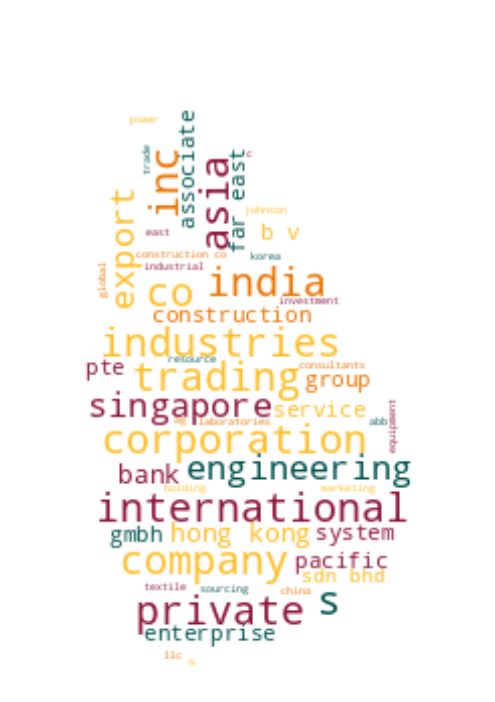 power
associate
trade
inc
asia
far east
c
export
johnson
east
b v
construction co
korea
industrial
global
co
india
investment
construction
industries
resource
pte
trading
consultants
group
singapore
service
equipment
ag
laboratories
abb
corporation
bank
engineering
holding
marketing
international
gmbh
hong kong
system
company
pacific
sdn bhd
textile
sourcing
china
private
s
enterprise
llc
p